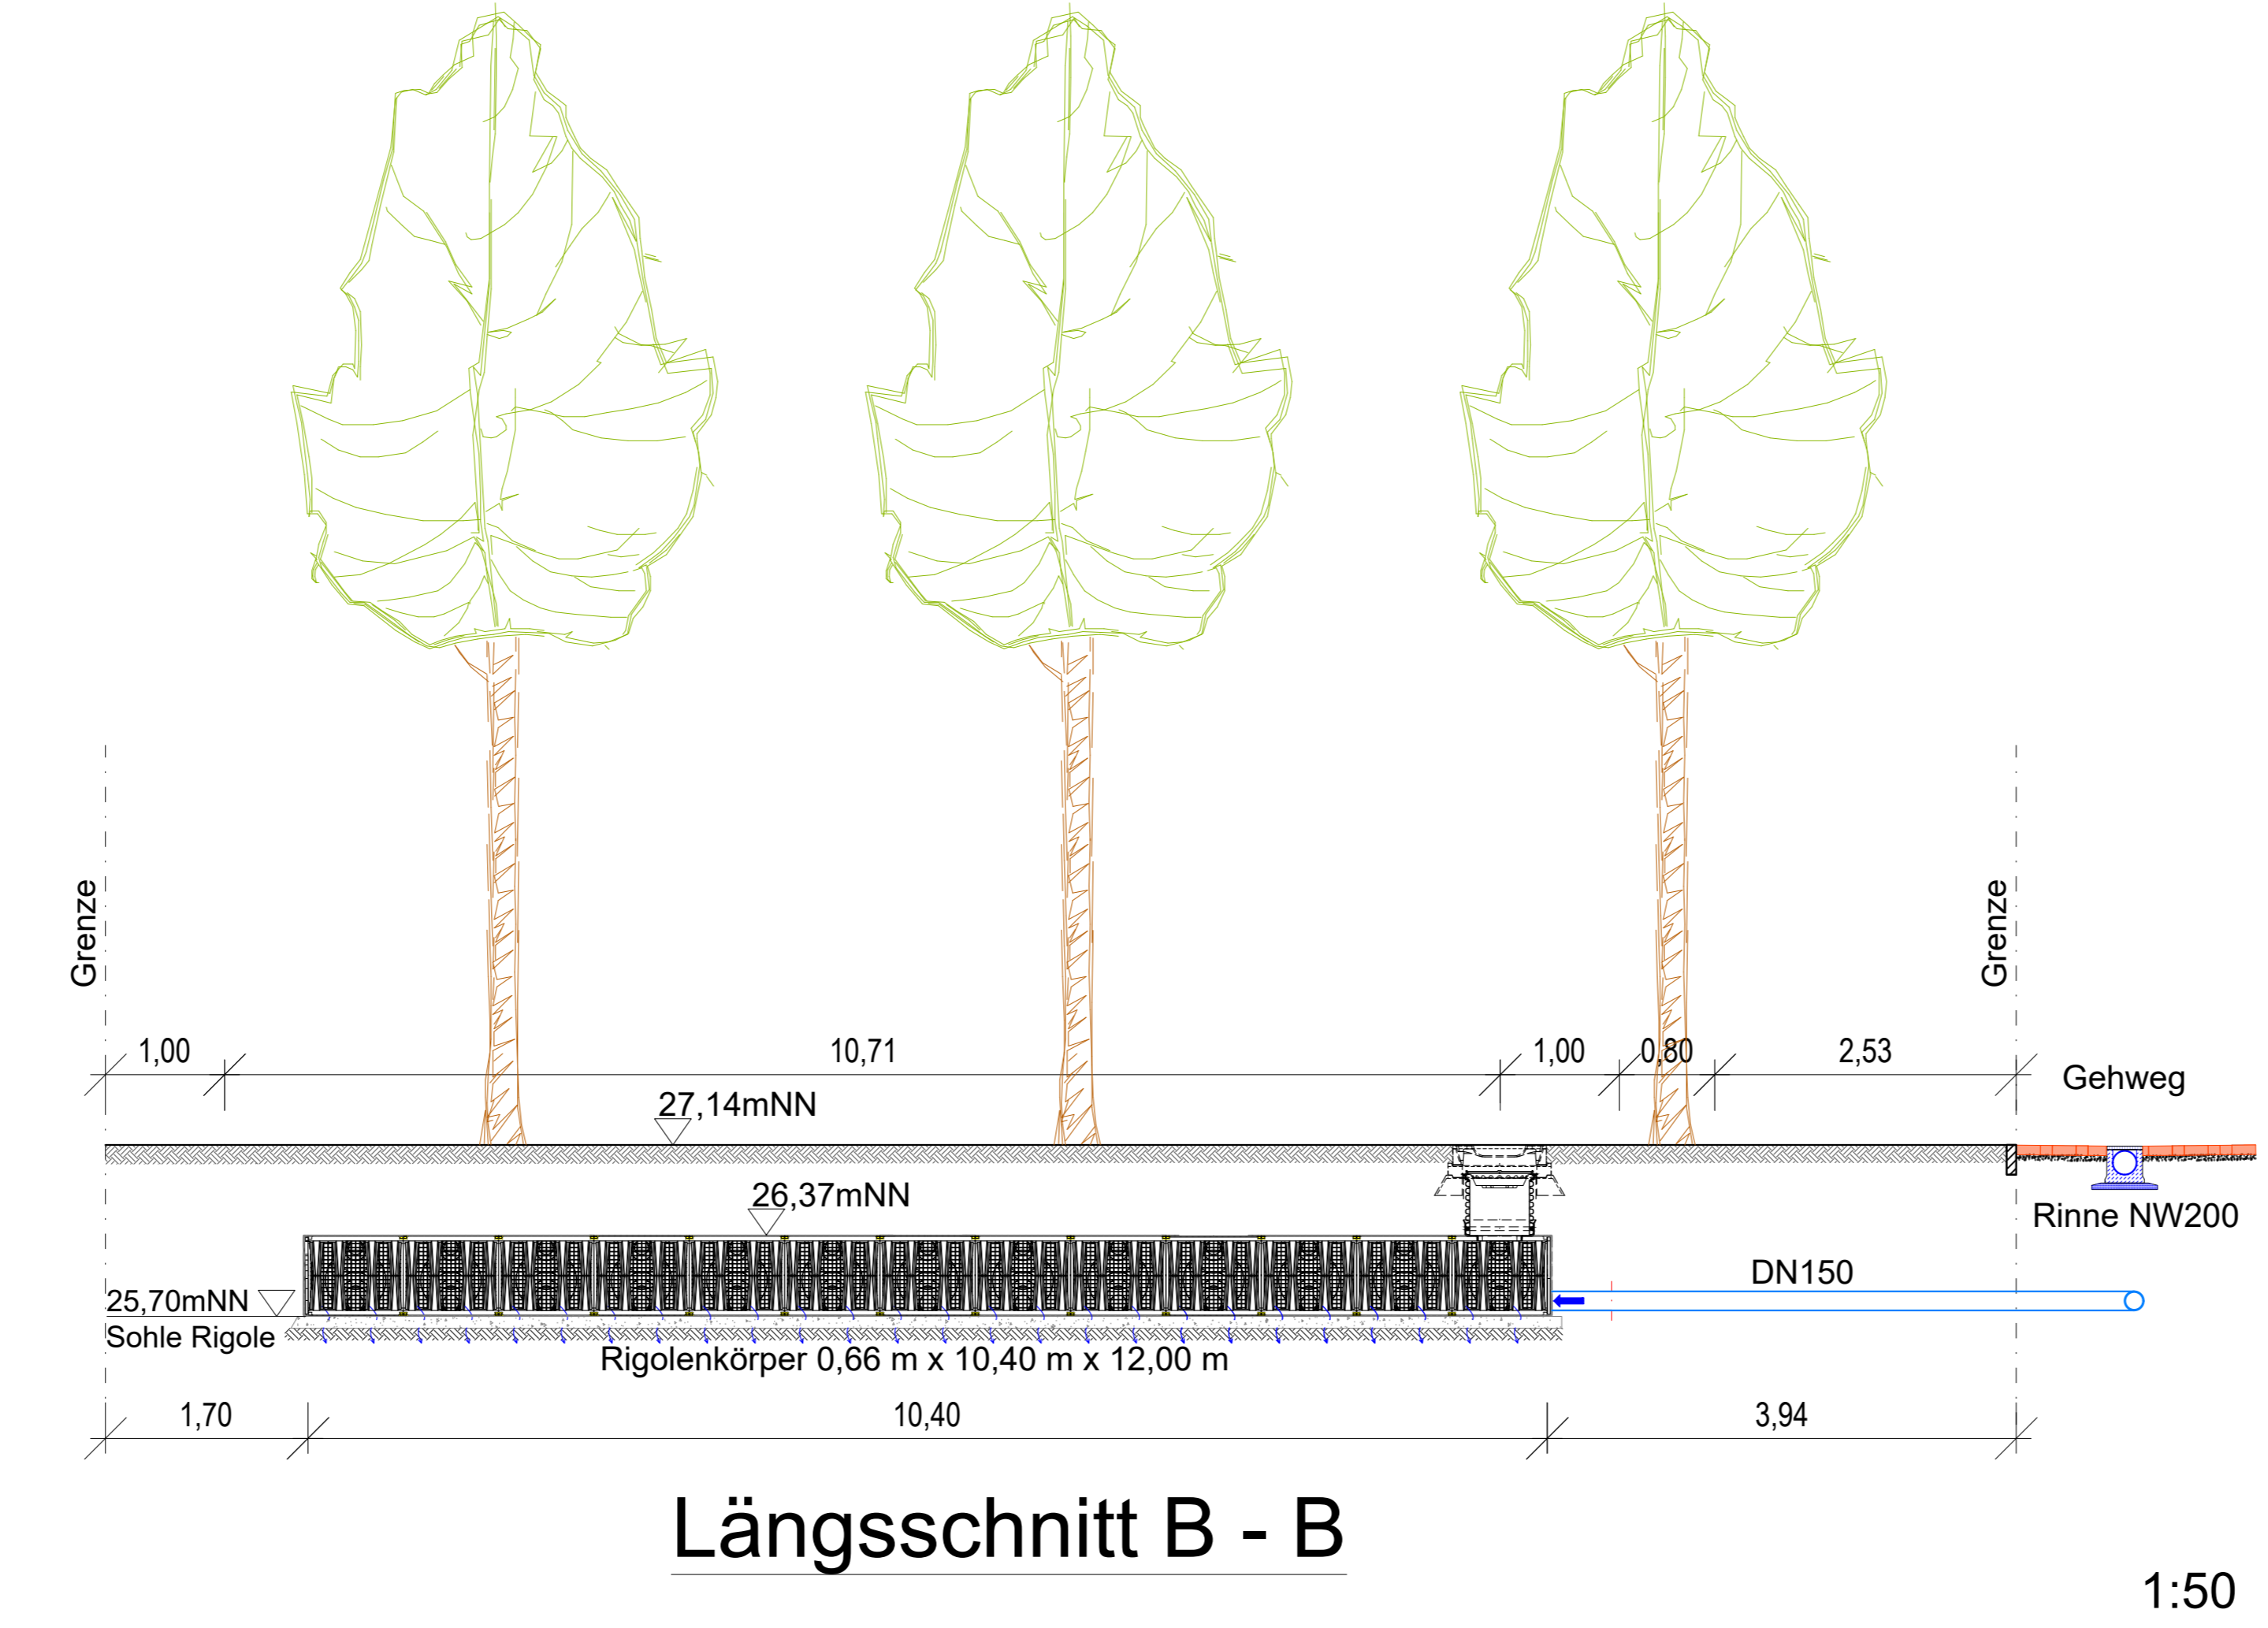 Grenze
Grenze
1,00
10,71
1,00
0,80
2,53
Gehweg
27,14mNN
26,37mNN
Rinne NW200
DN150
25,70mNN
Sohle Rigole
Rigolenkörper 0,66 m x 10,40 m x 12,00 m
1,70
10,40
3,94
Längsschnitt B - B
1:50